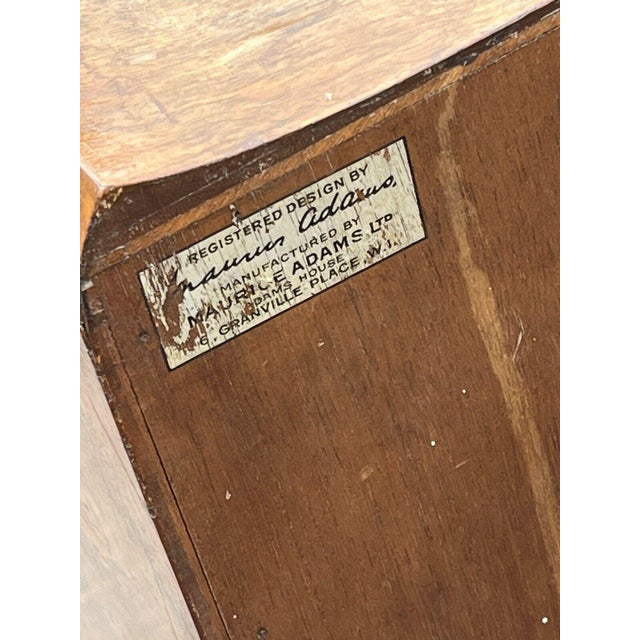 REGISTERED DESIGN BY
Maurice Adams.
MANUFACTURED BY
MAURICE ADAMS LTD
ADAMS HOUSE
6, GRANVILLE PLACE, W.1.